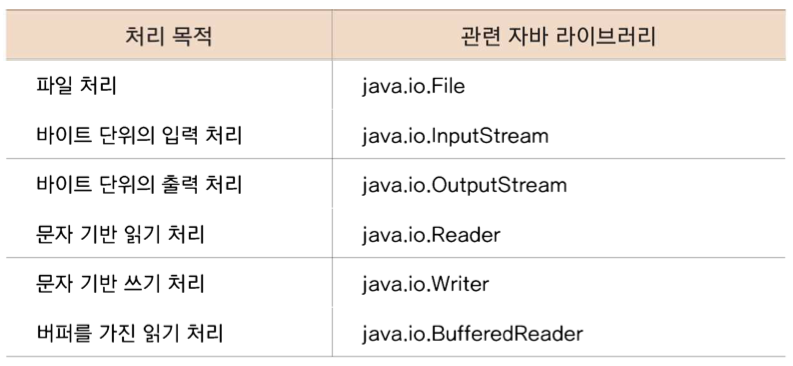 처리 목적 관련 자바 라이브러리
파일 처리 java.io.File
바이트 단위의 입력 처리 java.io.InputStream
바이트 단위의 출력 처리 java.io.OutputStream
문자 기반 읽기 처리 java.io.Reader
문자 기반 쓰기 처리 java.io.Writer
버퍼를 가진 읽기 처리 java.io.BufferedReader